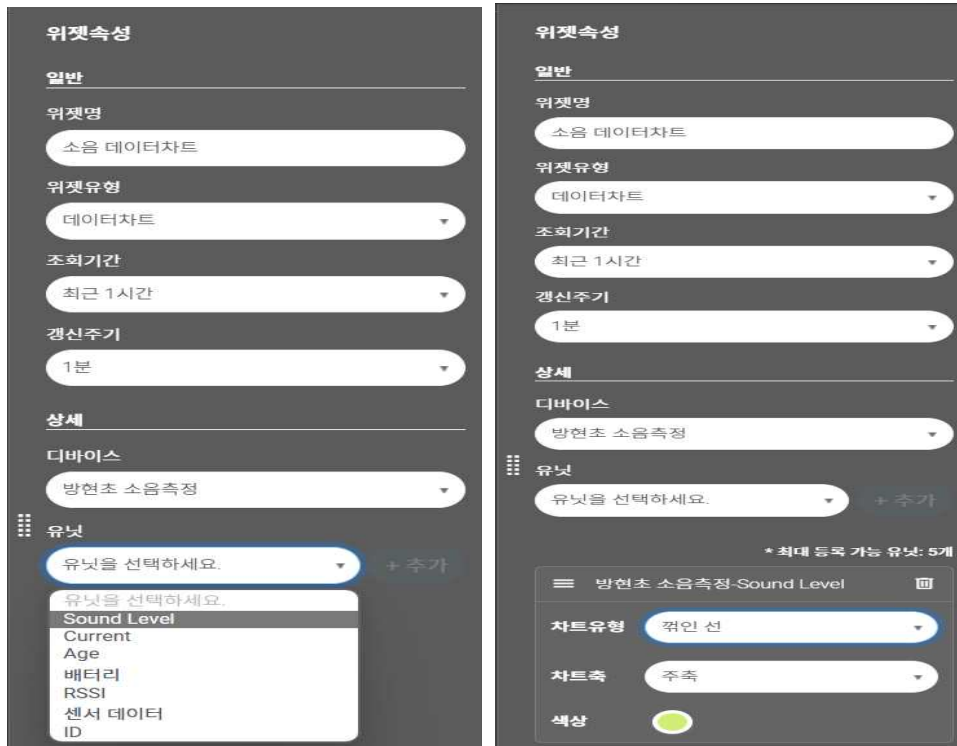 위젯속성
일반
위젯명
소음 데이터차트
위젯유형
데이터차트
조회기간
최근 1시간
갱신주기
1분
상세
디바이스
방현초 소음측정
유닛
유닛을 선택하세요.
+ 추가
유닛을 선택하세요.
Sound Level
Current
Age
배터리
RSSI
센서 데이터
ID
위젯속성
일반
위젯명
소음 데이터차트
위젯유형
데이터차트
조회기간
최근 1시간
갱신주기
1분
상세
디바이스
방현초 소음측정
유닛
유닛을 선택하세요.
+ 추가
* 최대 등록 가능 유닛: 5개
방현초 소음측정-Sound Level
차트유형 꺾인 선
차트축 주축
색상